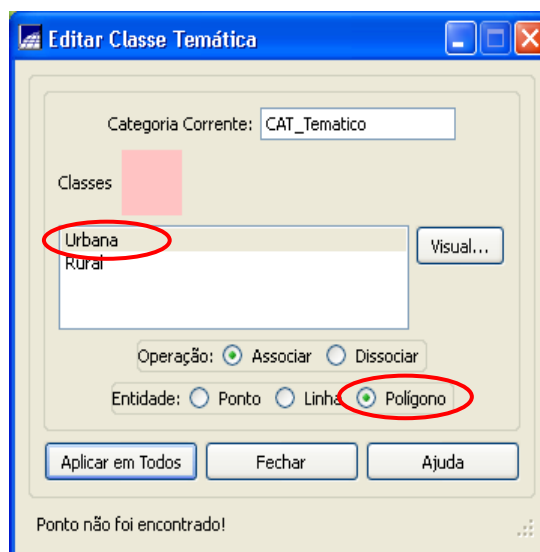 Editar Classe Temática
Categoria Corrente: CAT_Tematico
Classes
Urbana
Rural
Visual...
Operação: Associar Dissociar
Entidade: Ponto Linha Polígono
Aplicar em Todos Fechar Ajuda
Ponto não foi encontrado!